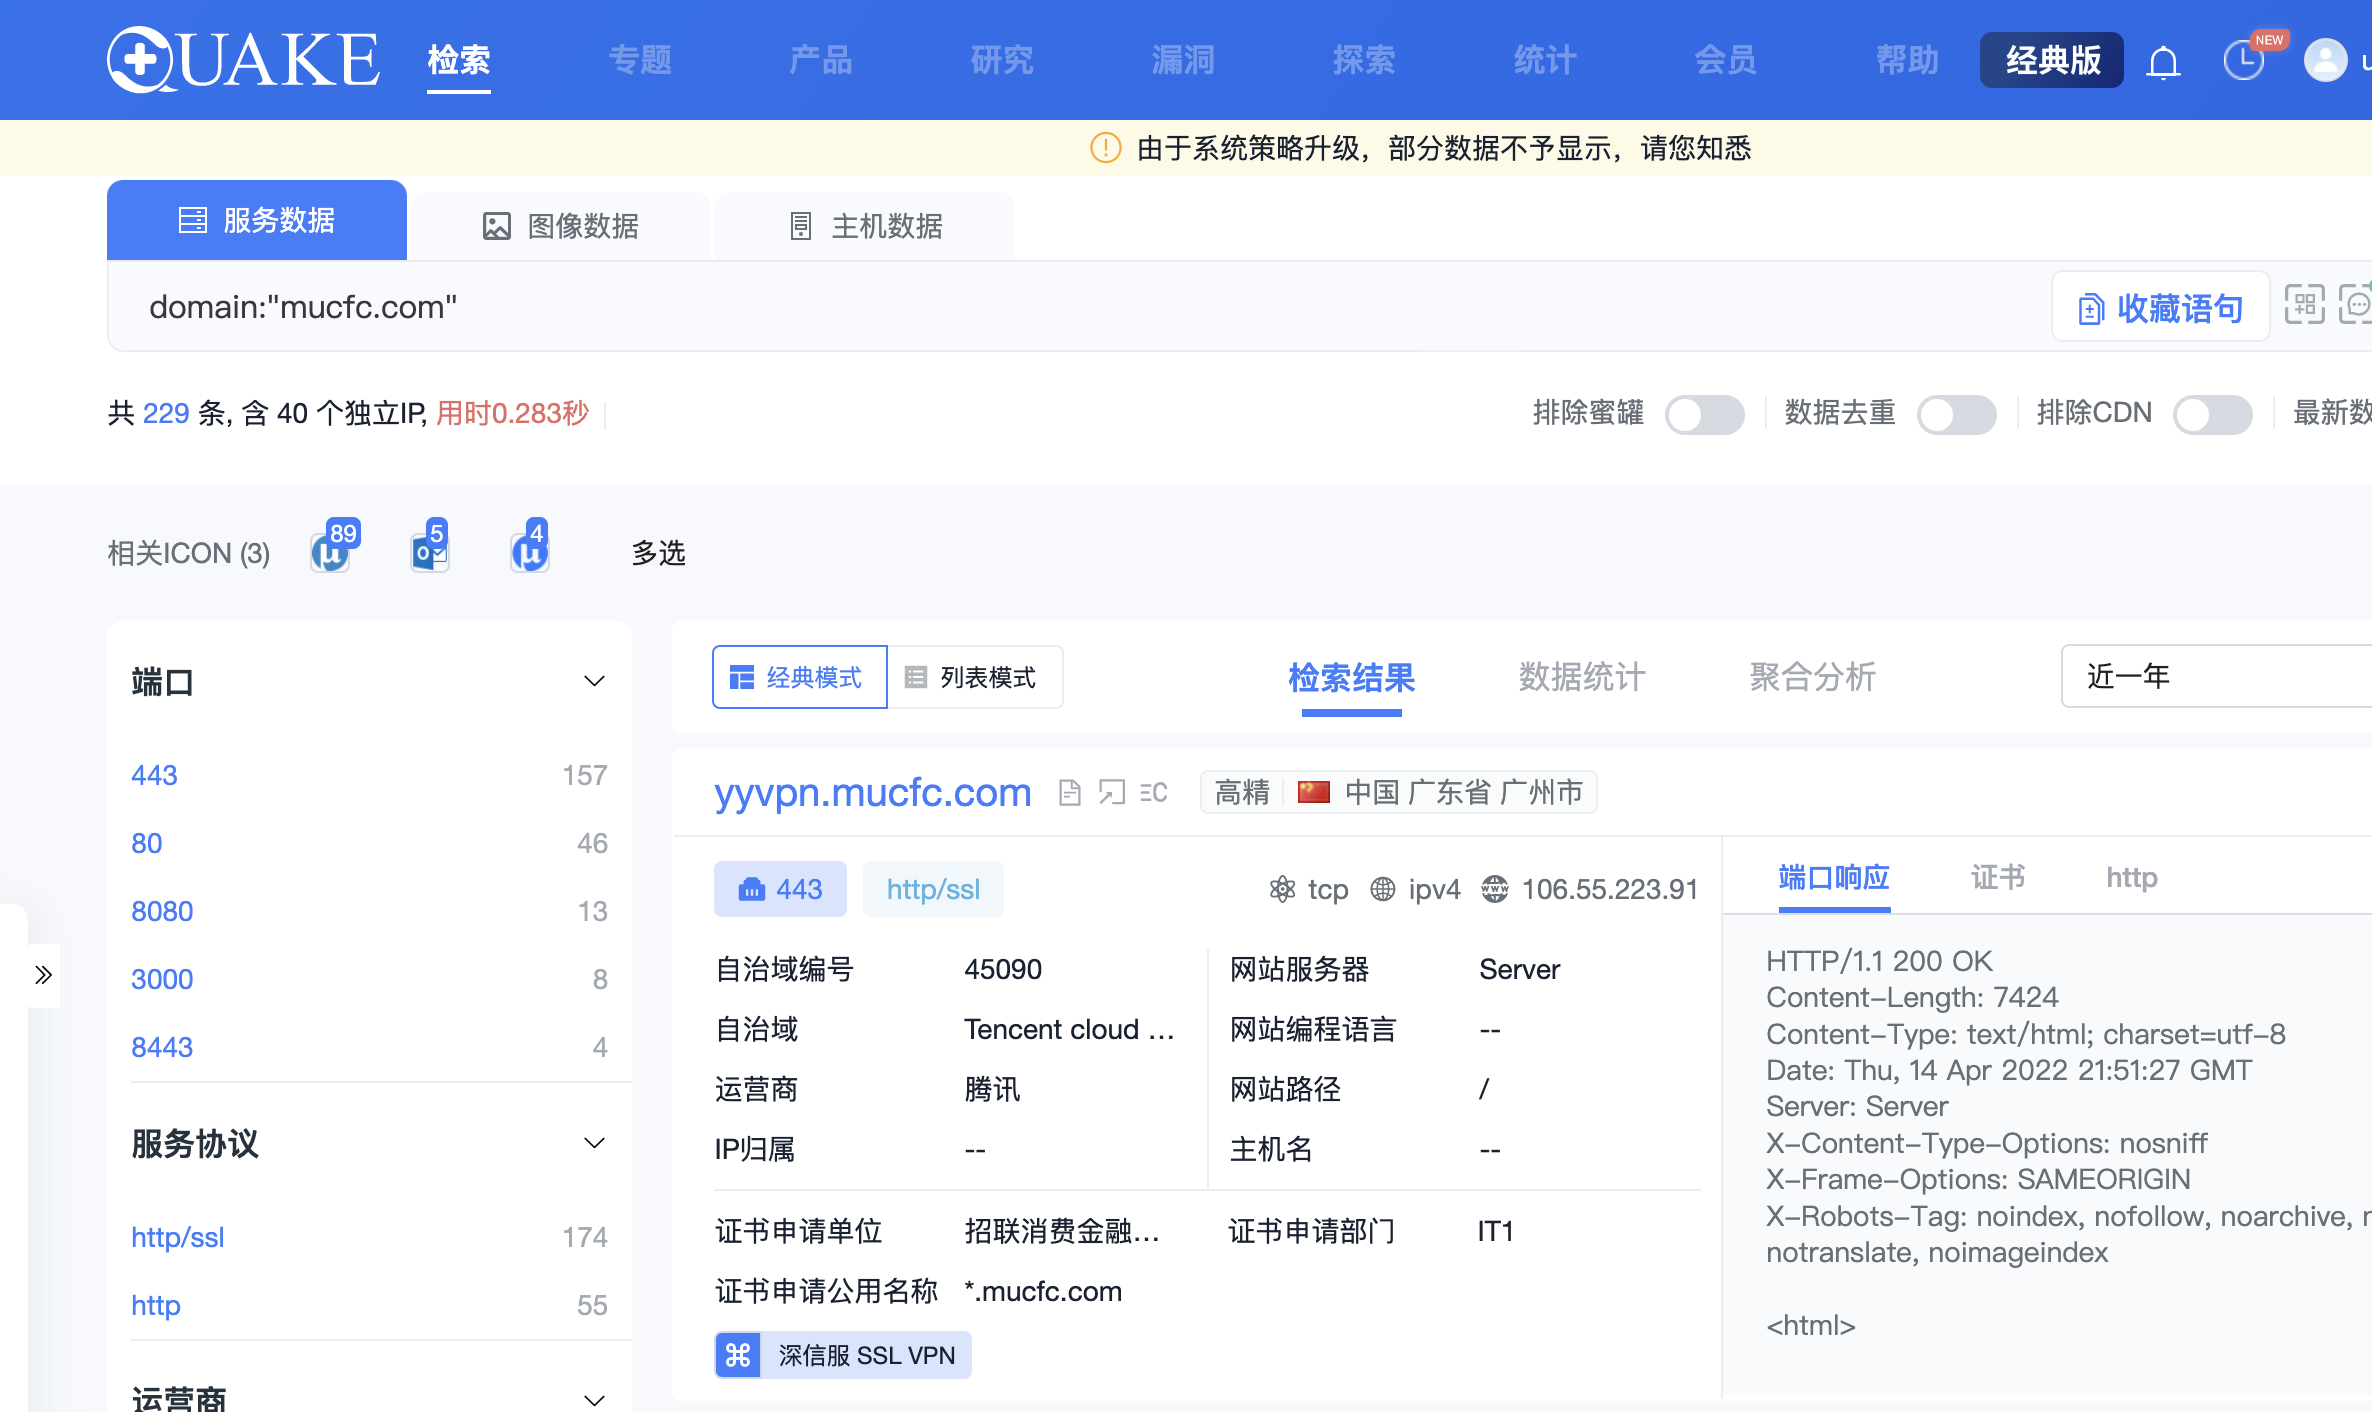 QUAKE 检索 专题 产品 研究 漏洞 探索 统计 会员 帮助 经典版 NEW
由于系统策略升级，部分数据不予显示，请您知悉
服务数据 图像数据 主机数据
domain:"mucfc.com" 收藏语句
共 229 条, 含 40 个独立IP, 用时0.283秒 排除蜜罐 数据去重 排除CDN 最新数
相关ICON (3) 89 5 4 多选
端口
443 157
80 46
8080 13
3000 8
8443 4
服务协议
http/ssl 174
http 55
运营商
经典模式 列表模式 检索结果 数据统计 聚合分析 近一年
yyvpn.mucfc.com 高精 中国 广东省 广州市
443 http/ssl tcp ipv4 106.55.223.91
自治域编号 45090 网站服务器 Server
自治域 Tencent cloud ... 网站编程语言 --
运营商 腾讯 网站路径 /
IP归属 -- 主机名 --
证书申请单位 招联消费金融... 证书申请部门 IT1
证书申请公用名称 *.mucfc.com
深信服 SSL VPN
端口响应 证书 http
HTTP/1.1 200 OK
Content-Length: 7424
Content-Type: text/html; charset=utf-8
Date: Thu, 14 Apr 2022 21:51:27 GMT
Server: Server
X-Content-Type-Options: nosniff
X-Frame-Options: SAMEORIGIN
X-Robots-Tag: noindex, nofollow, noarchive,
notranslate, noimageindex
<html>